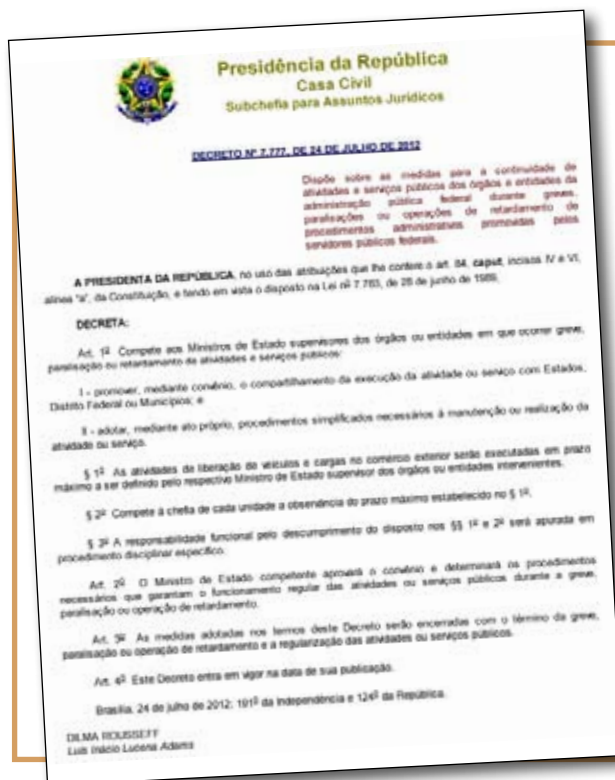 Presidência da República
Casa Civil
Subchefia para Assuntos Jurídicos
DECRETO Nº 7.777, DE 24 DE JULHO DE 2012
Dispõe sobre as medidas para a continuidade de
atividades e serviços públicos dos órgãos e entidades da
administração pública federal durante greves,
paralisações ou operações de retardamento de
procedimentos administrativos promovidas pelos
servidores públicos federais.
A PRESIDENTA DA REPÚBLICA, no uso das atribuições que lhe confere o art. 84, caput, incisos IV e VI,
alínea "a", da Constituição, e tendo em vista o disposto na Lei nº 7.783, de 28 de junho de 1989,
DECRETA:
Art. 1º Compete aos Ministros de Estado supervisores dos órgãos ou entidades em que ocorrer greve,
paralisação ou retardamento de atividades e serviços públicos:
I - promover, mediante convênio, o compartilhamento da execução da atividade ou serviço com Estados,
Distrito Federal ou Municípios; e
II - adotar, mediante ato próprio, procedimentos simplificados necessários à manutenção ou realização da
atividade ou serviço.
§ 1º As atividades de liberação de veículos e cargas no comércio exterior serão executadas em prazo
máximo a ser definido pelo respectivo Ministro de Estado supervisor dos órgãos ou entidades intervenientes.
§ 2º Compete à chefia de cada unidade a observância do prazo máximo estabelecido no § 1º.
§ 3º A responsabilidade funcional pelo descumprimento do disposto nos §§ 1º e 2º será apurada em
procedimento disciplinar específico.
Art. 2º O Ministro de Estado competente aprovará o convênio e determinará os procedimentos
necessários que garantam o funcionamento regular das atividades ou serviços públicos durante a greve,
paralisação ou operação de retardamento.
Art. 3º As medidas adotadas nos termos deste Decreto serão encerradas com o término da greve,
paralisação ou operação de retardamento e a regularização das atividades ou serviços públicos.
Art. 4º Este Decreto entra em vigor na data de sua publicação.
Brasília, 24 de julho de 2012; 191º da Independência e 124º da República.
DILMA ROUSSEFF
Luis Inácio Lucena Adams